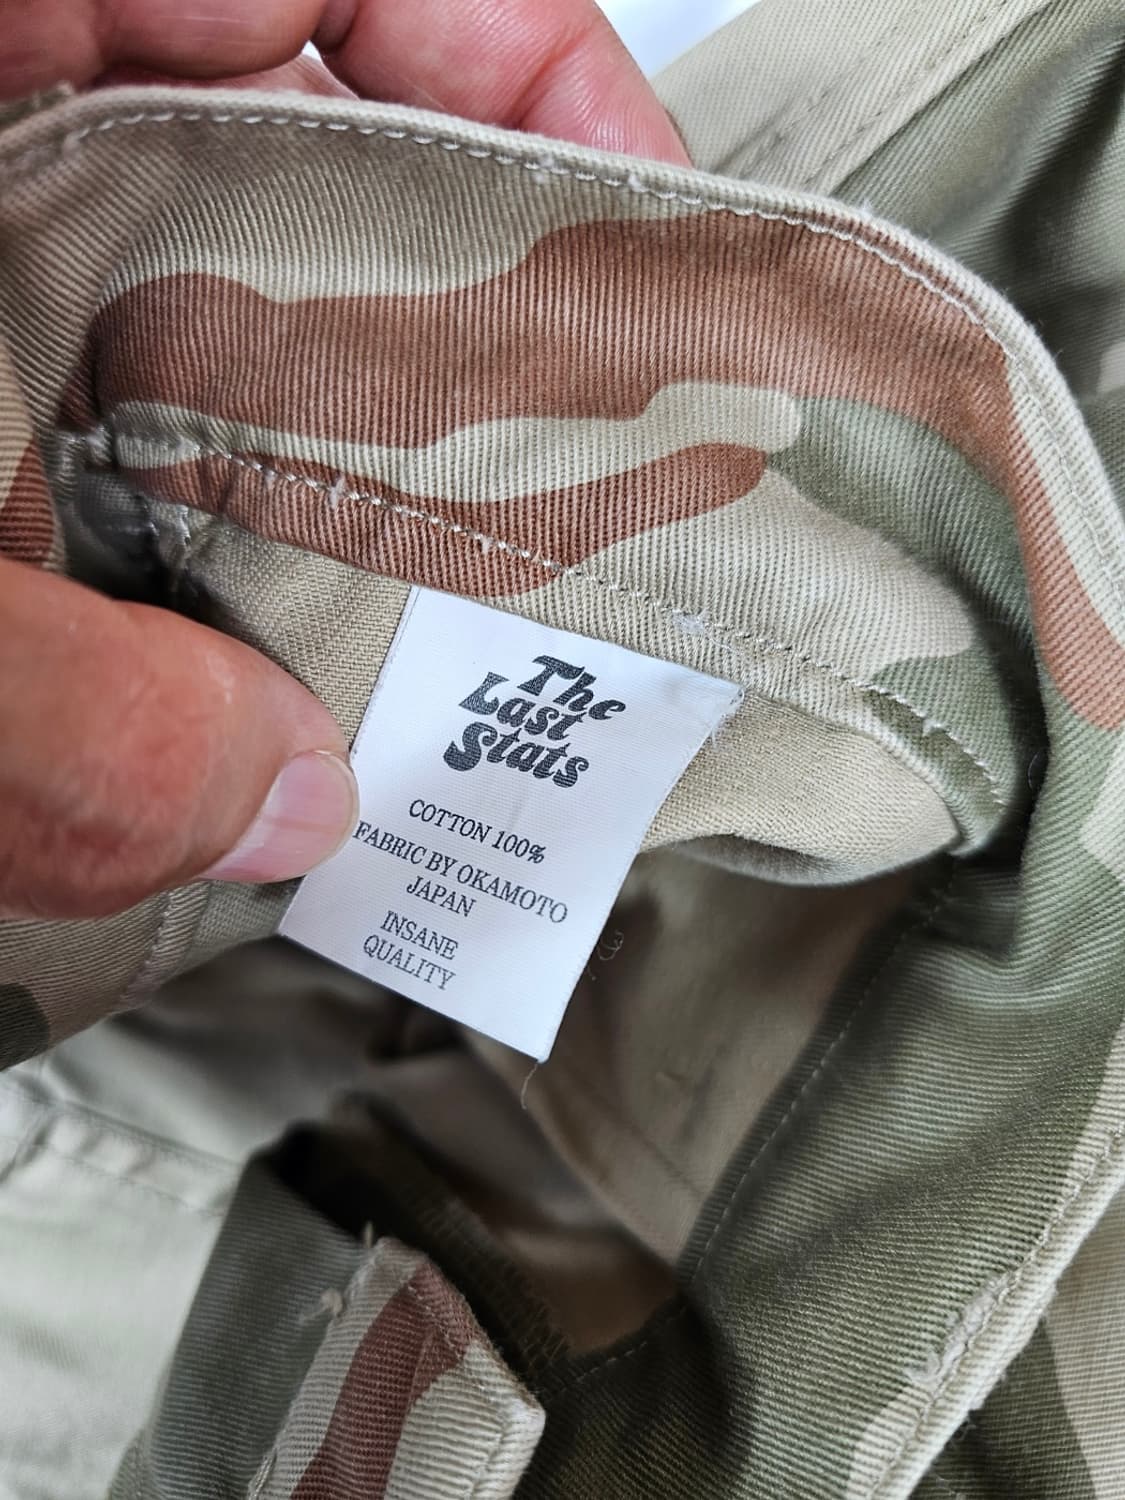 The
Last
Stats
COTTON 100%
FABRIC BY OKAMOTO
JAPAN
INSANE
QUALITY